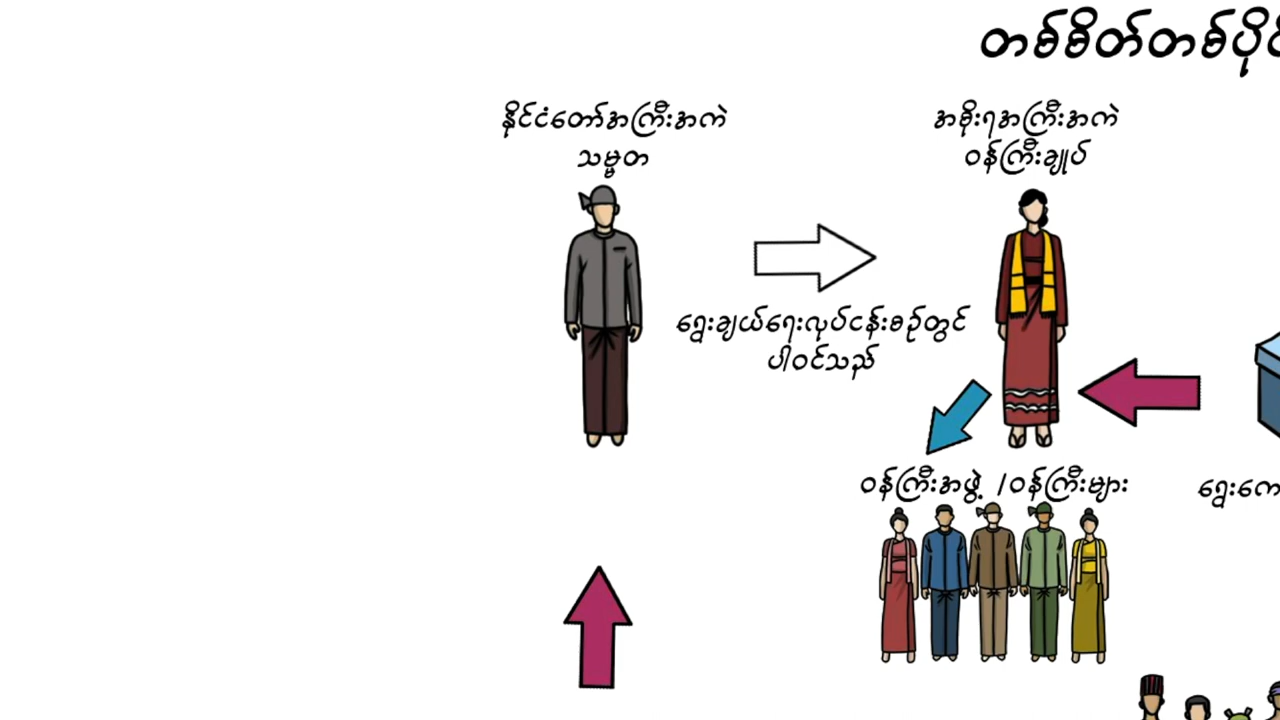 တစ်စိတ်တစ်ပိုင်
နိုင်ငံတော်အကြီးအကဲ
သမ္မတ
အစိုးရအကြီးအကဲ
ဝန်ကြီးချုပ်
ရွေးချယ်ရေးလုပ်ငန်းစဉ်တွင်
ပါဝင်သည်
ဝန်ကြီးအဖွဲ့ /ဝန်ကြီးများ
ရွေးကော